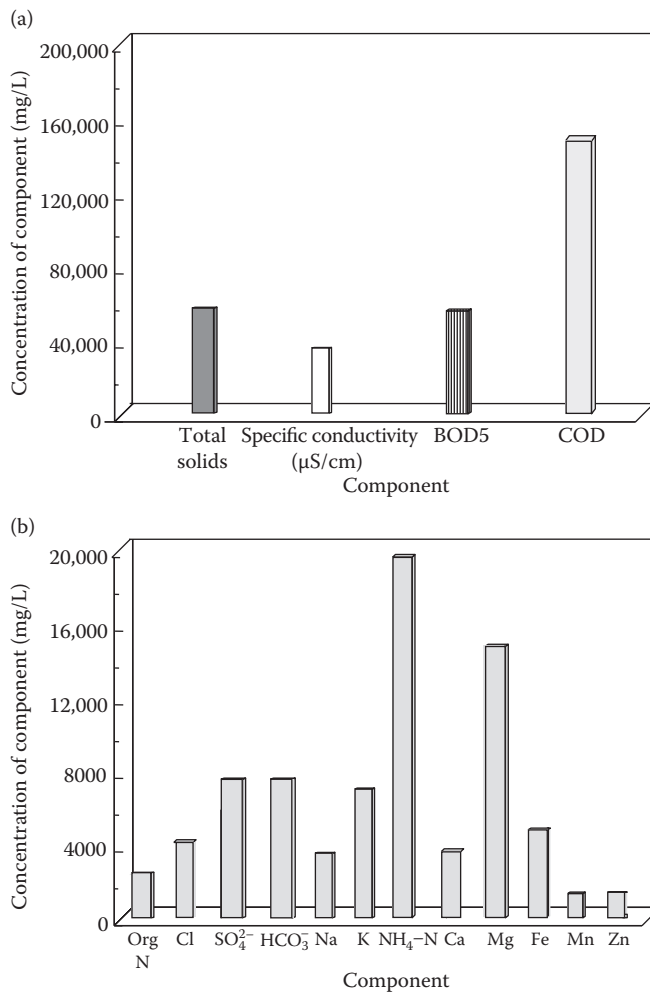 (a)
Concentration of component (mg/L)
200,000
160,000
120,000
80,000
40,000
0
Total solids
Specific conductivity (μS/cm)
BOD5
COD
Component
(b)
Concentration of component (mg/L)
20,000
16,000
12,000
8000
4000
0
Org N
Cl
SO₄²⁻
HCO₃⁻
Na
K
NH₄–N
Ca
Mg
Fe
Mn
Zn
Component